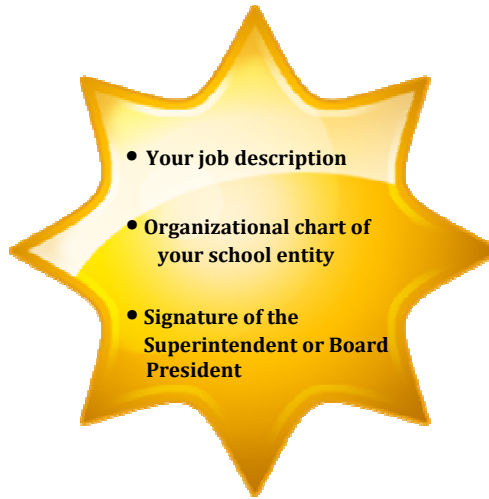 • Your job description
• Organizational chart of
your school entity
• Signature of the
Superintendent or Board
President